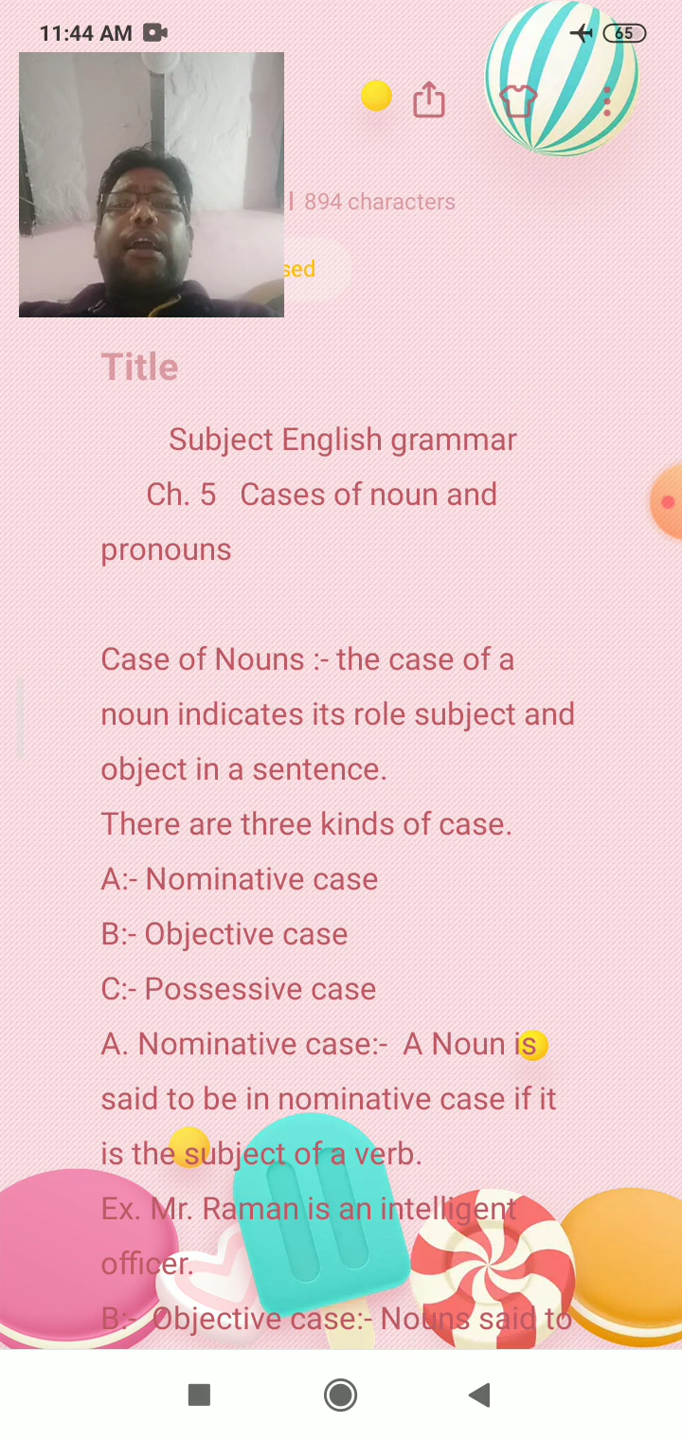 11:44 AM
65
894 characters
sed
Title
Subject English grammar
Ch. 5 Cases of noun and
pronouns
Case of Nouns :- the case of a
noun indicates its role subject and
object in a sentence.
There are three kinds of case.
A:- Nominative case
B:- Objective case
C:- Possessive case
A. Nominative case:- A Noun is
said to be in nominative case if it
is the subject of a verb.
Ex. Mr. Raman is an intelligent
officer.
B:- Objective case:- Nouns said to